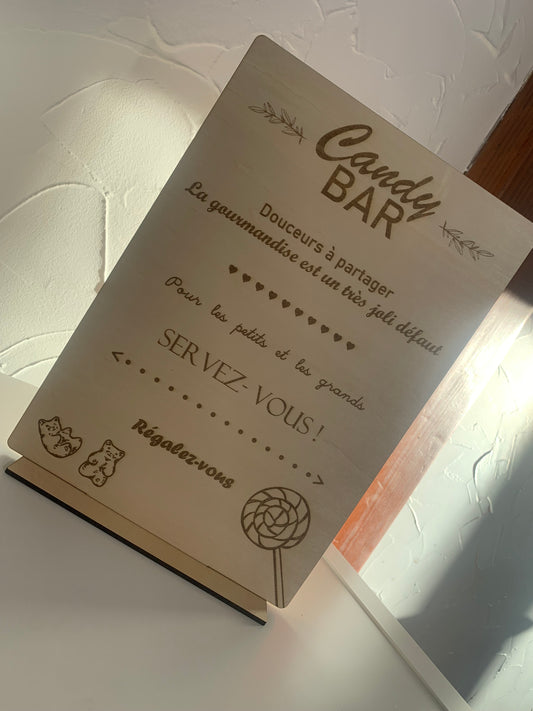 Candy
BAR
Douceurs à partager
La gourmandise est un très joli défaut
Pour les petits et les grands
SERVEZ-VOUS !
Régalez-vous